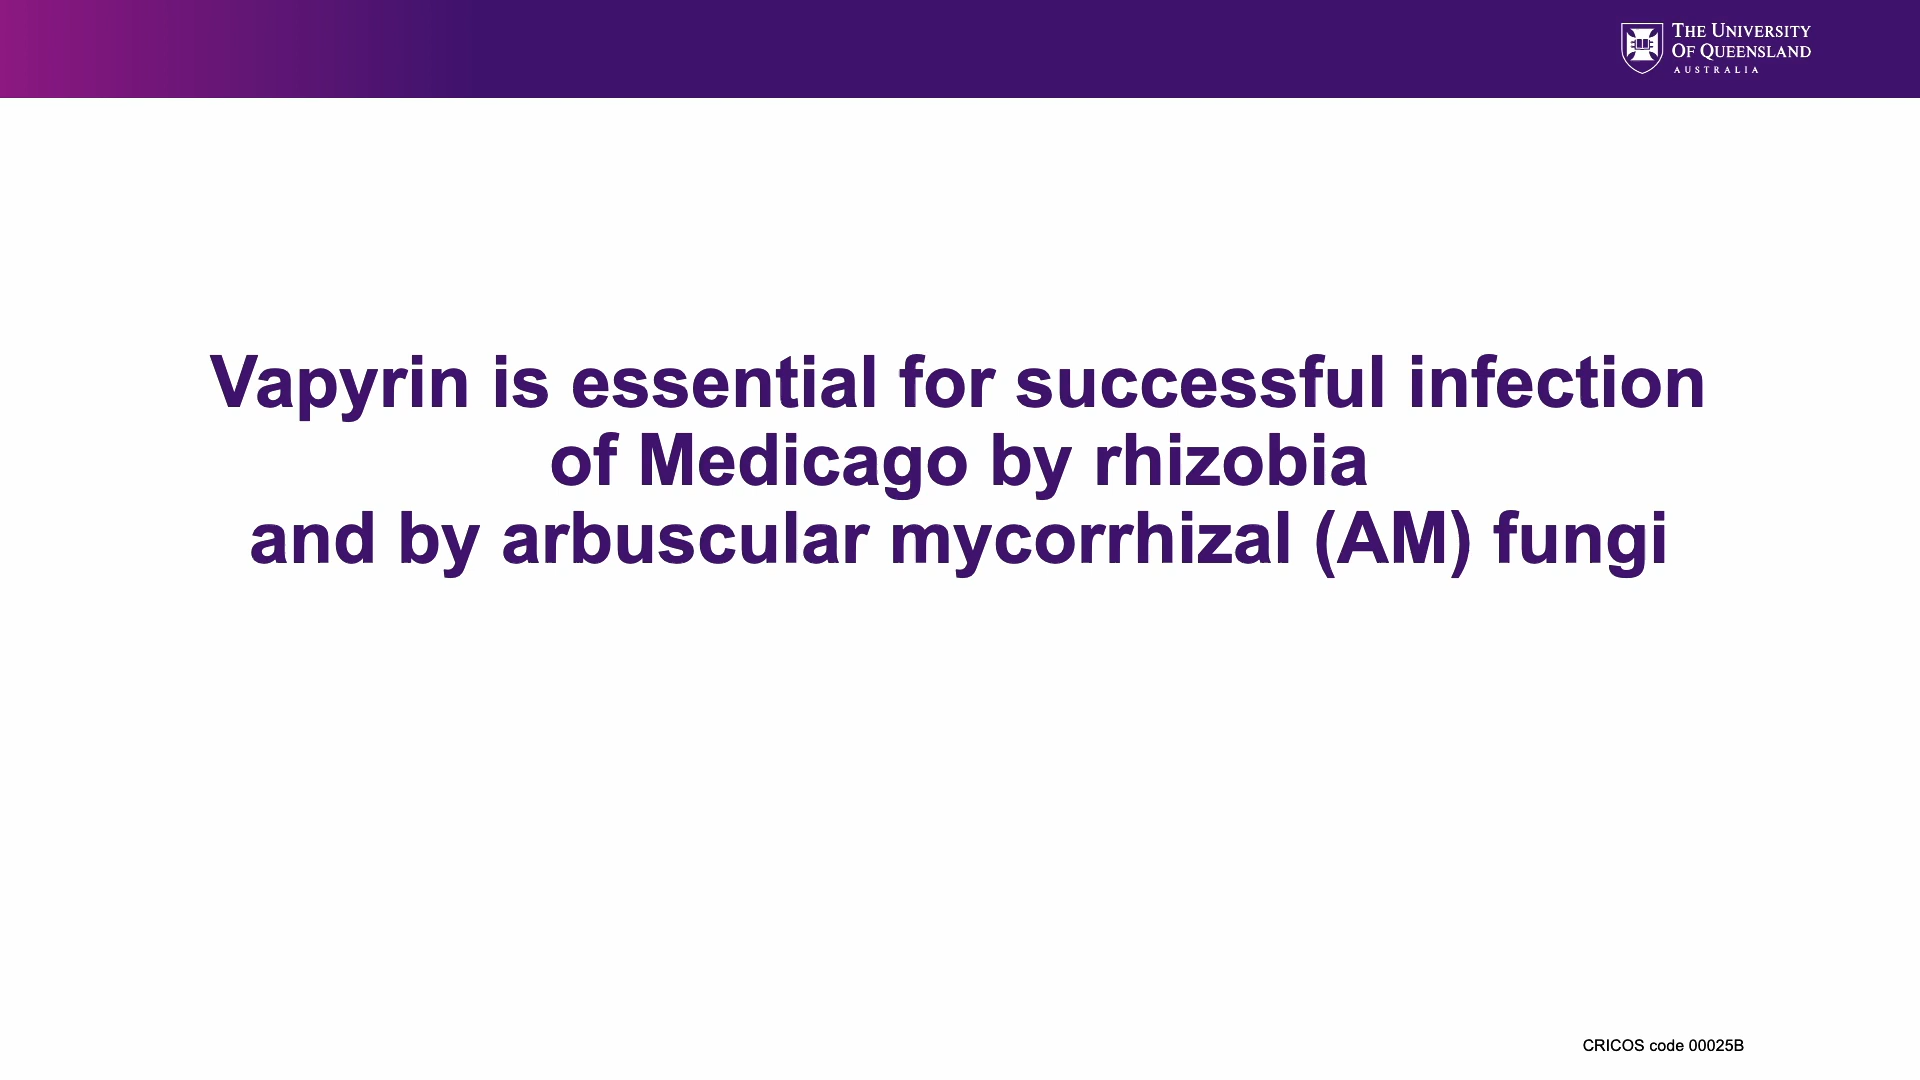 THE UNIVERSITY
OF QUEENSLAND
AUSTRALIA
Vapyrin is essential for successful infection
of Medicago by rhizobia
and by arbuscular mycorrhizal (AM) fungi
CRICOS code 00025B